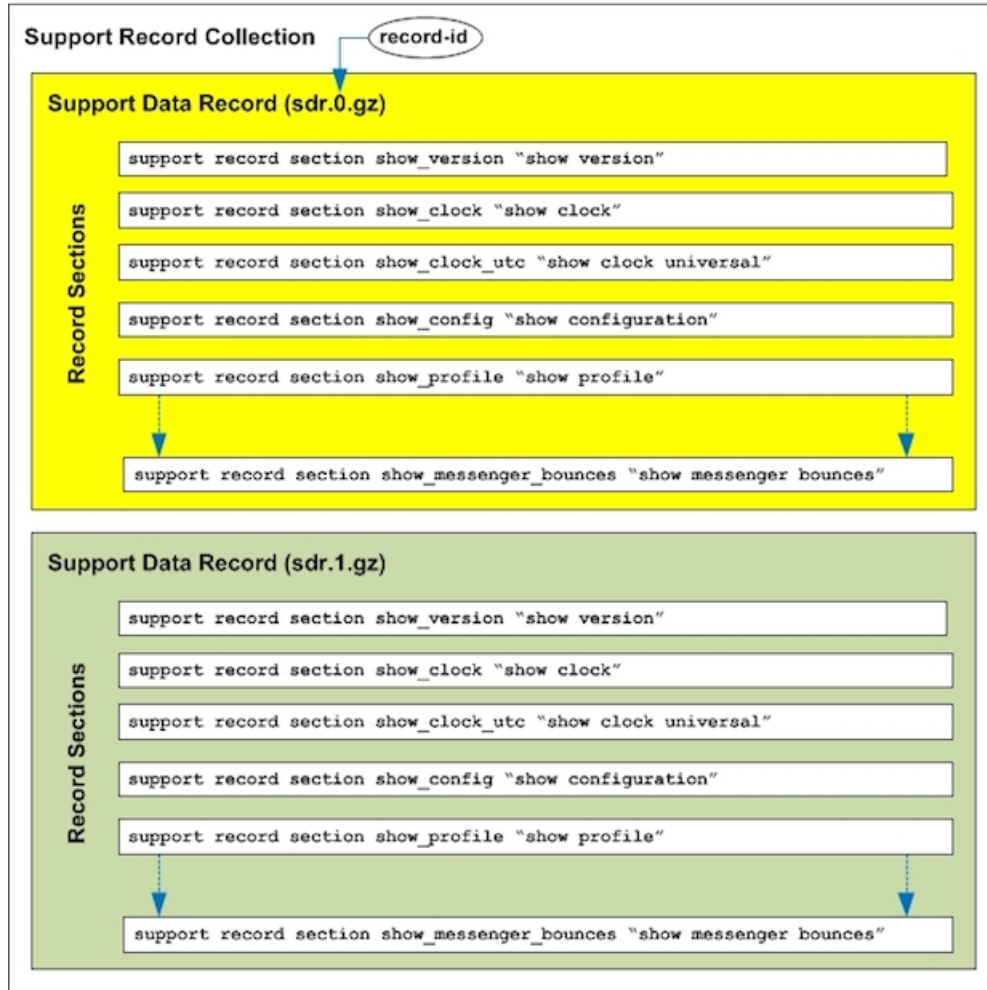 Support Record Collection
record-id
Support Data Record (sdr.0.gz)
Record Sections
support record section show_version “show version”
support record section show_clock “show clock”
support record section show_clock_utc “show clock universal”
support record section show_config “show configuration”
support record section show_profile “show profile”
support record section show_messenger_bounces “show messenger bounces”
Support Data Record (sdr.1.gz)
Record Sections
support record section show_version “show version”
support record section show_clock “show clock”
support record section show_clock_utc “show clock universal”
support record section show_config “show configuration”
support record section show_profile “show profile”
support record section show_messenger_bounces “show messenger bounces”